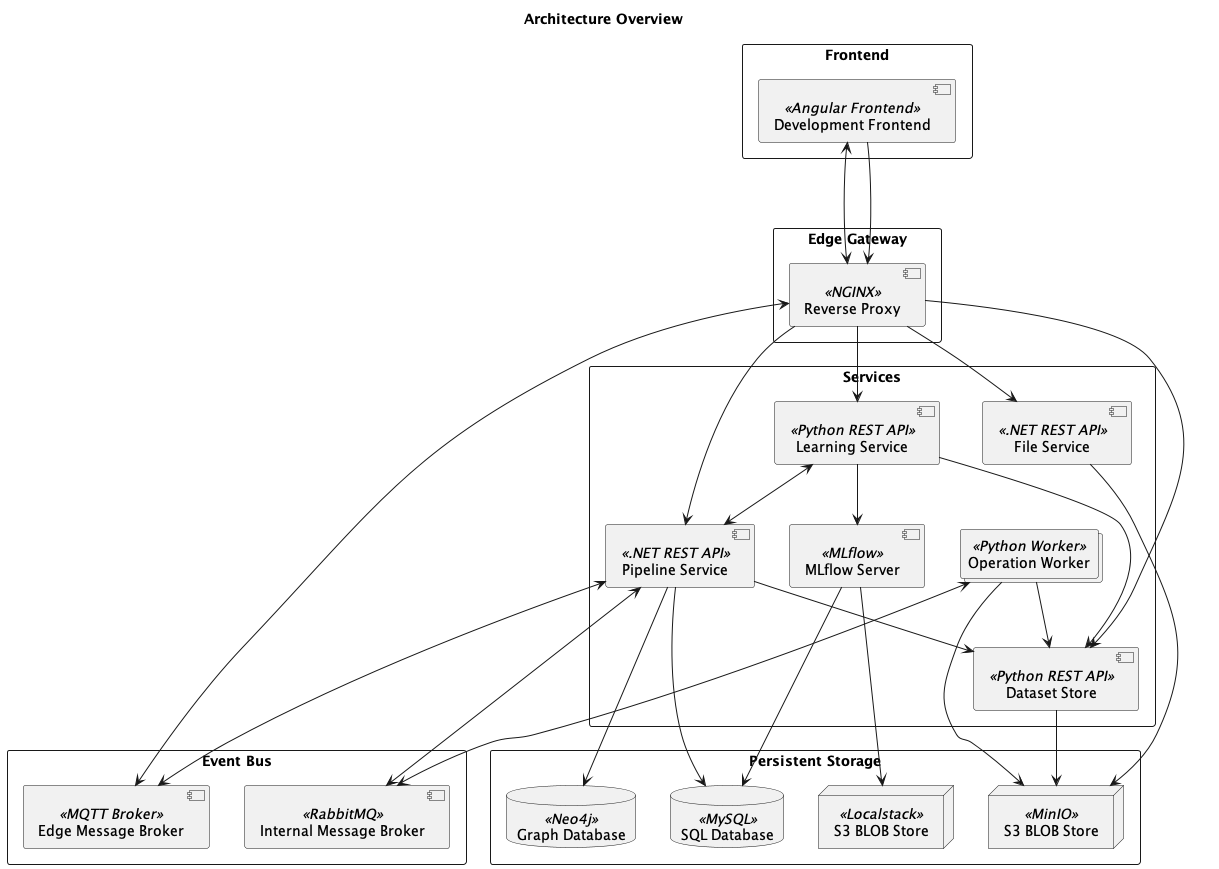 Architecture Overview
Frontend
«Angular Frontend»
Development Frontend
Edge Gateway
«NGINX»
Reverse Proxy
Services
«Python REST API»
Learning Service
«.NET REST API»
File Service
«.NET REST API»
Pipeline Service
«MLflow»
MLflow Server
«Python Worker»
Operation Worker
«Python REST API»
Dataset Store
Event Bus
«MQTT Broker»
Edge Message Broker
«RabbitMQ»
Internal Message Broker
Persistent Storage
«Neo4j»
Graph Database
«MySQL»
SQL Database
«Localstack»
S3 BLOB Store
«MinIO»
S3 BLOB Store